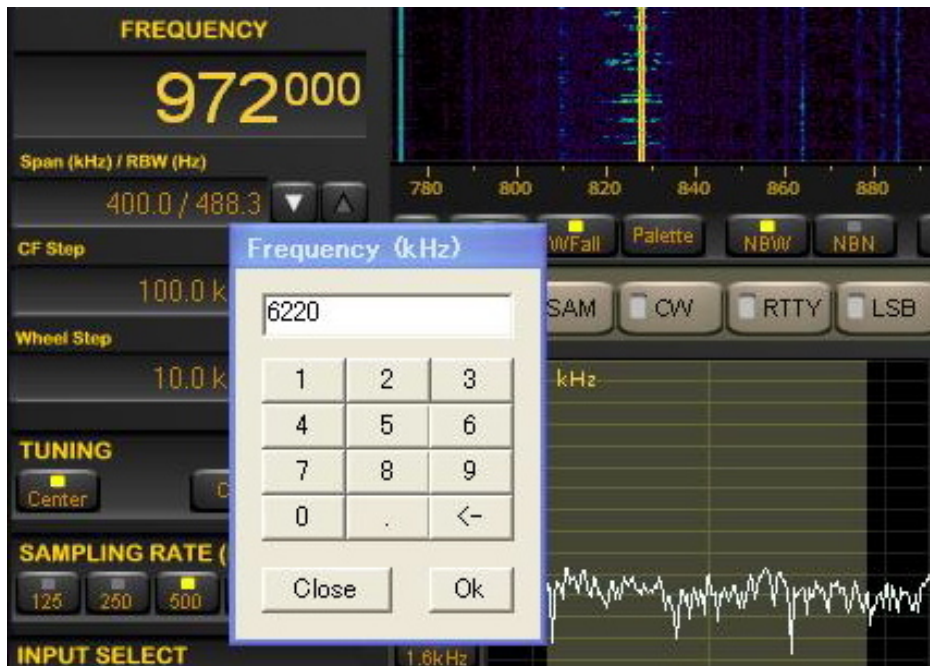 FREQUENCY
972000
Span (kHz) / RBW (Hz)
400.0 / 488.3
CF Step
100.0 k
Wheel Step
10.0 k
TUNING
Center
C
SAMPLING RATE (
125 250 500
INPUT SELECT
780 800 820 840 860 880
WFall Palette NBW NBN
SAM CW RTTY LSB
kHz
Frequency (kHz)
6220
1 2 3
4 5 6
7 8 9
0 . <-
Close Ok
1.6kHz